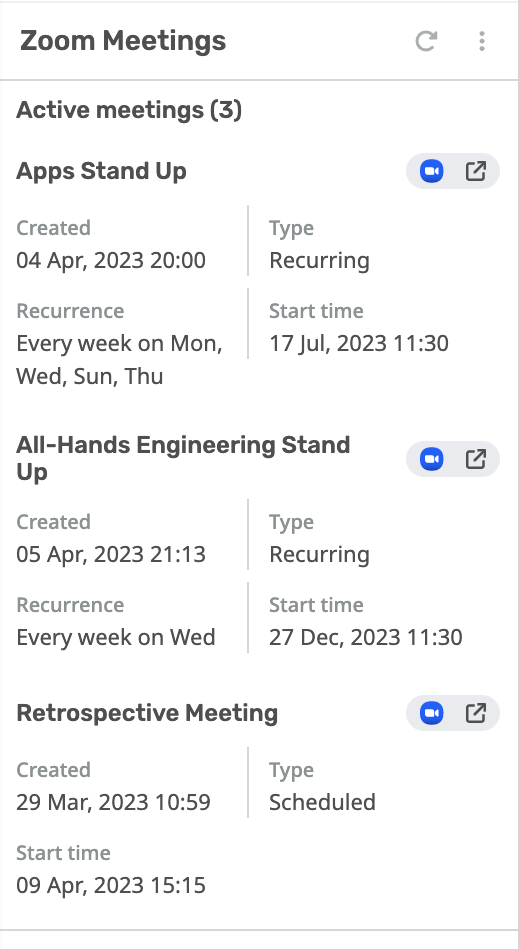 Zoom Meetings
Active meetings (3)
Apps Stand Up
Created
04 Apr, 2023 20:00
Type
Recurring
Recurrence
Every week on Mon,
Wed, Sun, Thu
Start time
17 Jul, 2023 11:30
All-Hands Engineering Stand
Up
Created
05 Apr, 2023 21:13
Type
Recurring
Recurrence
Every week on Wed
Start time
27 Dec, 2023 11:30
Retrospective Meeting
Created
29 Mar, 2023 10:59
Type
Scheduled
Start time
09 Apr, 2023 15:15